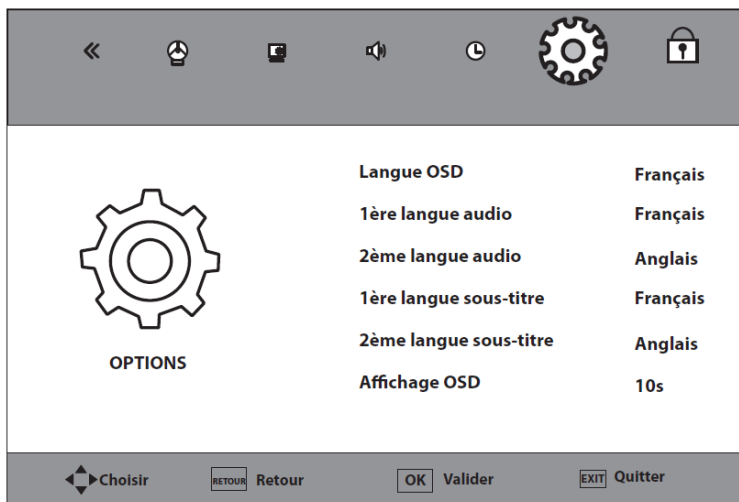 Langue OSD Français
1ère langue audio Français
2ème langue audio Anglais
1ère langue sous-titre Français
2ème langue sous-titre Anglais
Affichage OSD 10s
OPTIONS
Choisir RETOUR Retour OK Valider EXIT Quitter